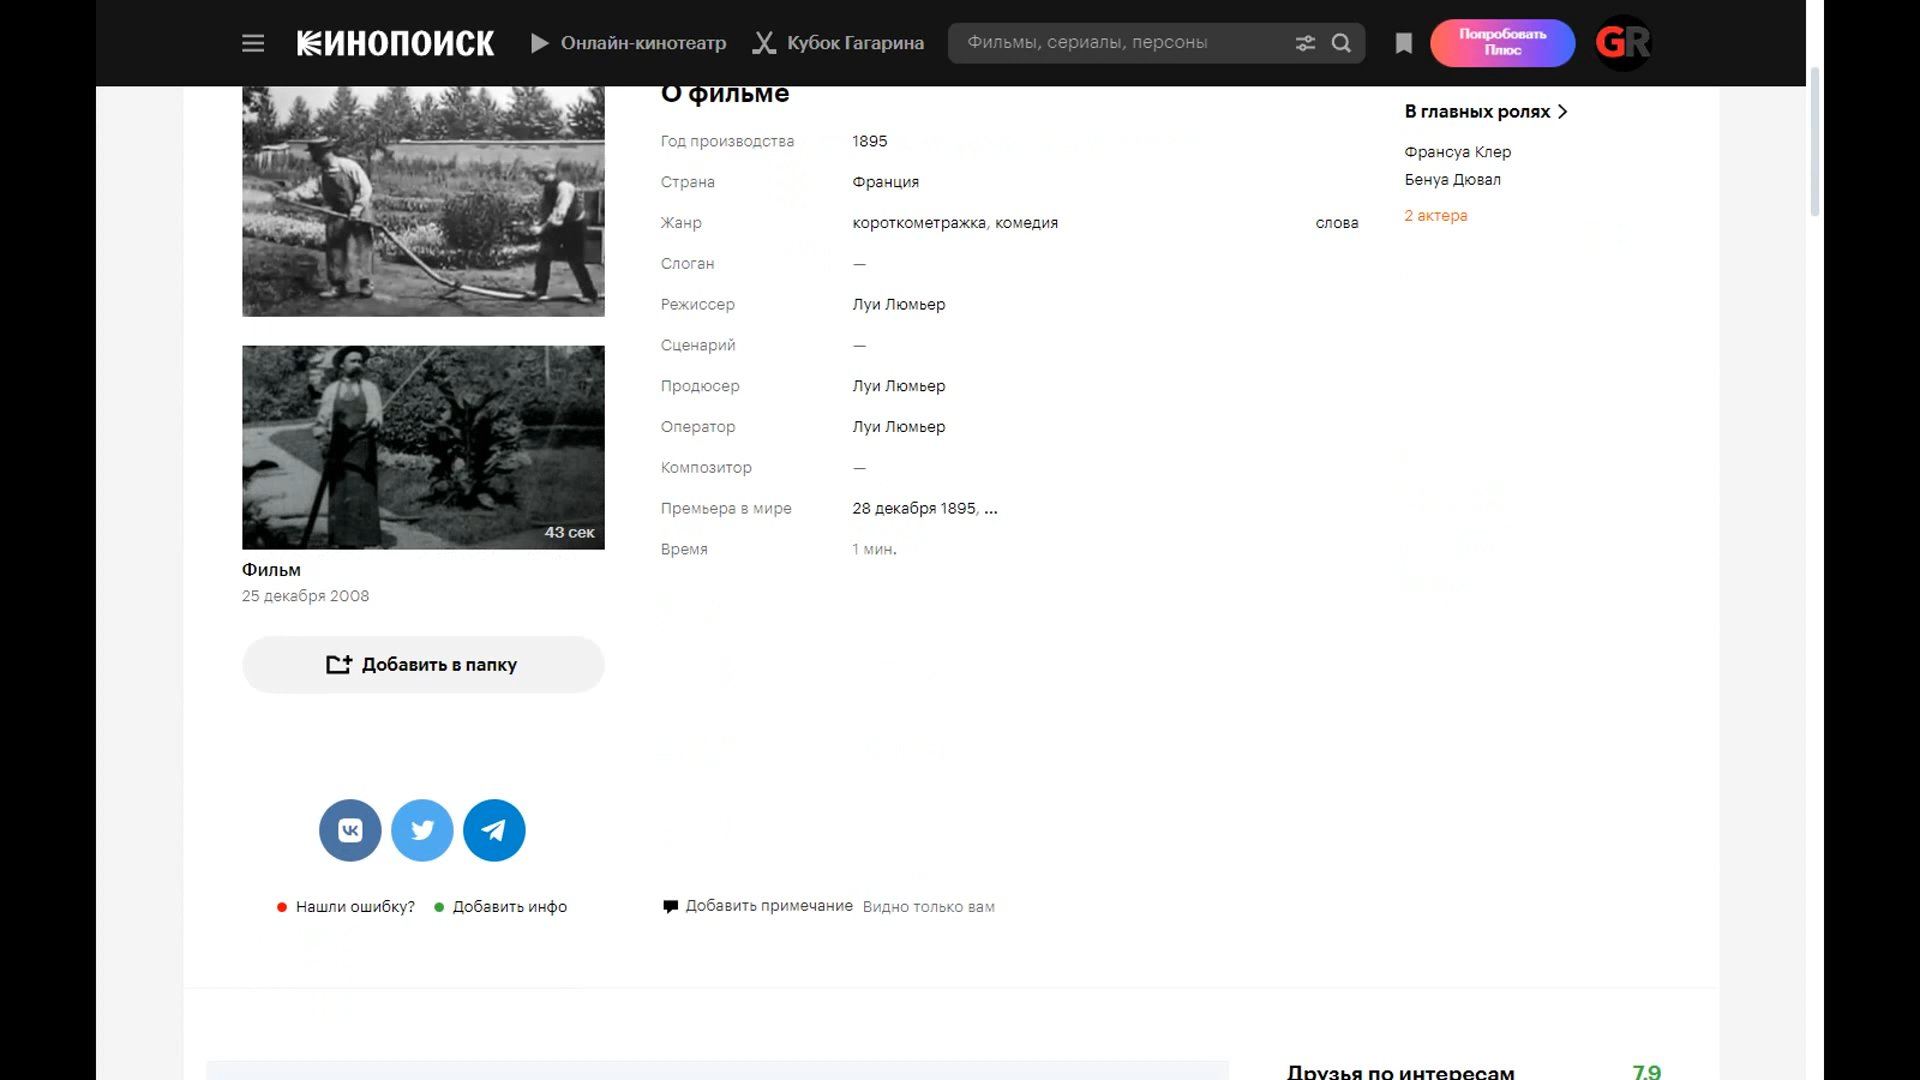 КИНОПОИСК
Онлайн-кинотеатр
Кубок Гагарина
Фильмы, сериалы, персоны
Попробовать
Плюс
GR
О фильме
Год производства 1895
Страна Франция
Жанр короткометражка, комедия слова
Слоган —
Режиссер Луи Люмьер
Сценарий —
Продюсер Луи Люмьер
Оператор Луи Люмьер
Композитор —
Премьера в мире 28 декабря 1895, ...
Время 1 мин.
В главных ролях
Франсуа Клер
Бенуа Дювал
2 актера
43 сек
Фильм
25 декабря 2008
Добавить в папку
Нашли ошибку? Добавить инфо
Добавить примечание Видно только вам
Друзья по интересам 7.9